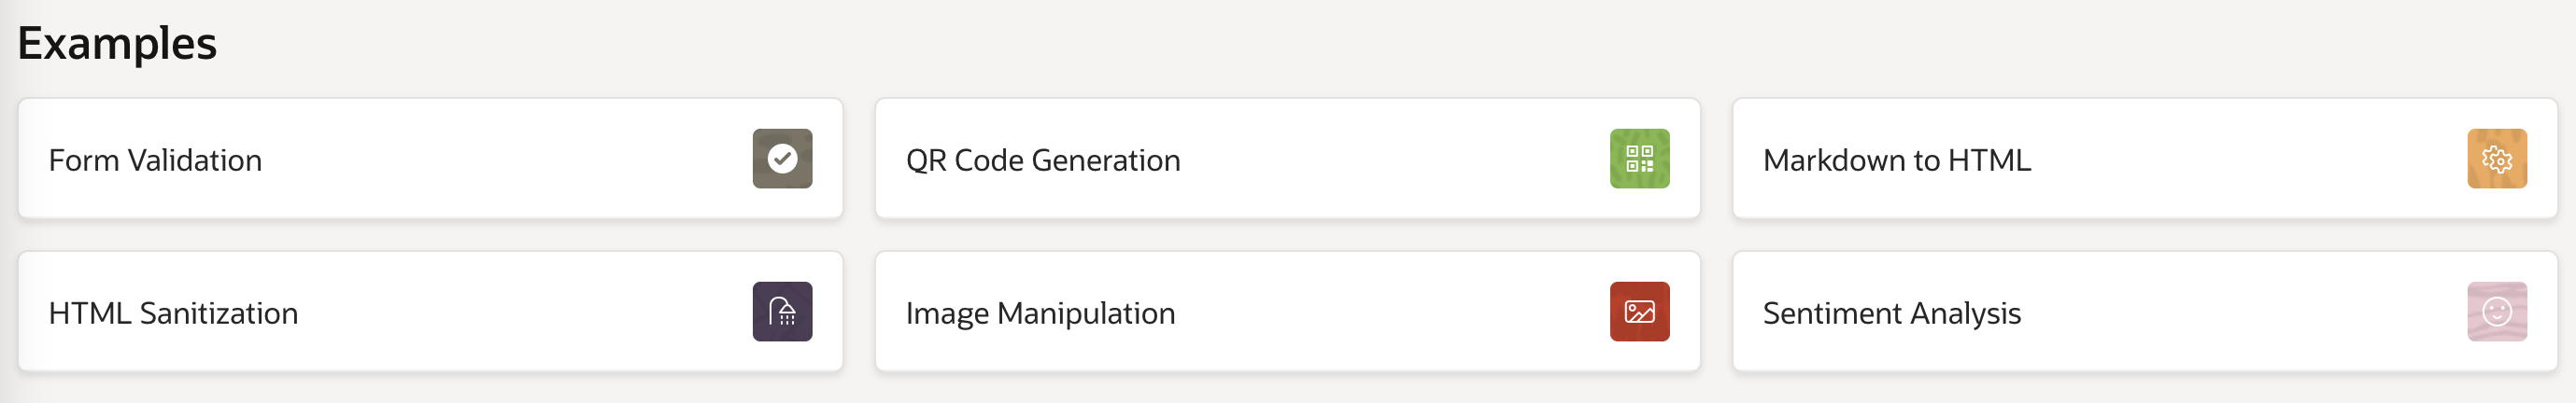 Examples
Form Validation
QR Code Generation
Markdown to HTML
HTML Sanitization
Image Manipulation
Sentiment Analysis